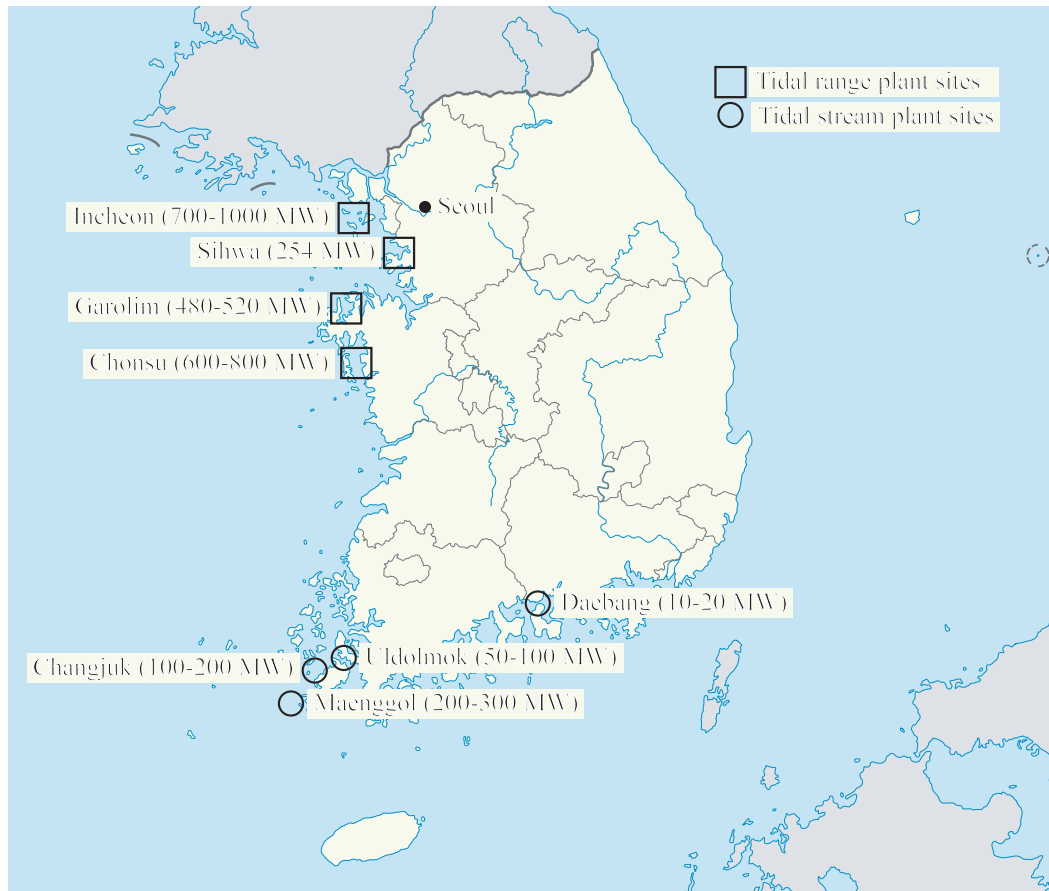 Tidal range plant sites
Tidal stream plant sites
Seoul
Incheon (700-1000 MW)
Sihwa (254 MW)
Garolim (480-520 MW)
Chonsu (600-800 MW)
Daebang (10-20 MW)
Uldolmok (50-100 MW)
Changjuk (100-200 MW)
Maenggol (200-300 MW)